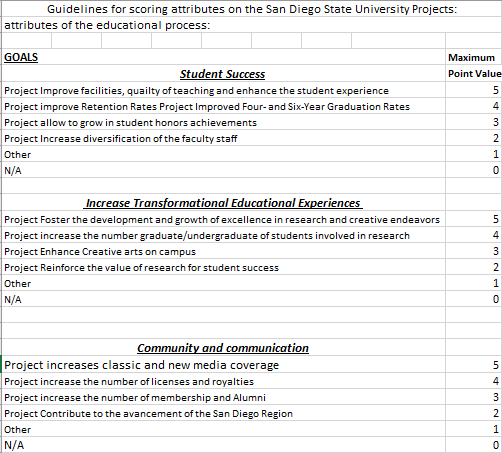 Guidelines for scoring attributes on the San Diego State University Projects:
attributes of the educational process:
GOALS Maximum
Student Success Point Value
Project Improve facilities, quailty of teaching and enhance the student experience 5
Project improve Retention Rates Project Improved Four- and Six-Year Graduation Rates 4
Project allow to grow in student honors achievements 3
Project Increase diversification of the faculty staff 2
Other 1
N/A 0
Increase Transformational Educational Experiences
Project Foster the development and growth of excellence in research and creative endeavors 5
Project increase the number graduate/undergraduate of students involved in research 4
Project Enhance Creative arts on campus 3
Project Reinforce the value of research for student success 2
Other 1
N/A 0
Community and communication
Project increases classic and new media coverage 5
Project increase the number of licenses and royalties 4
Project increase the number of membership and Alumni 3
Project Contribute to the avancement of the San Diego Region 2
Other 1
N/A 0